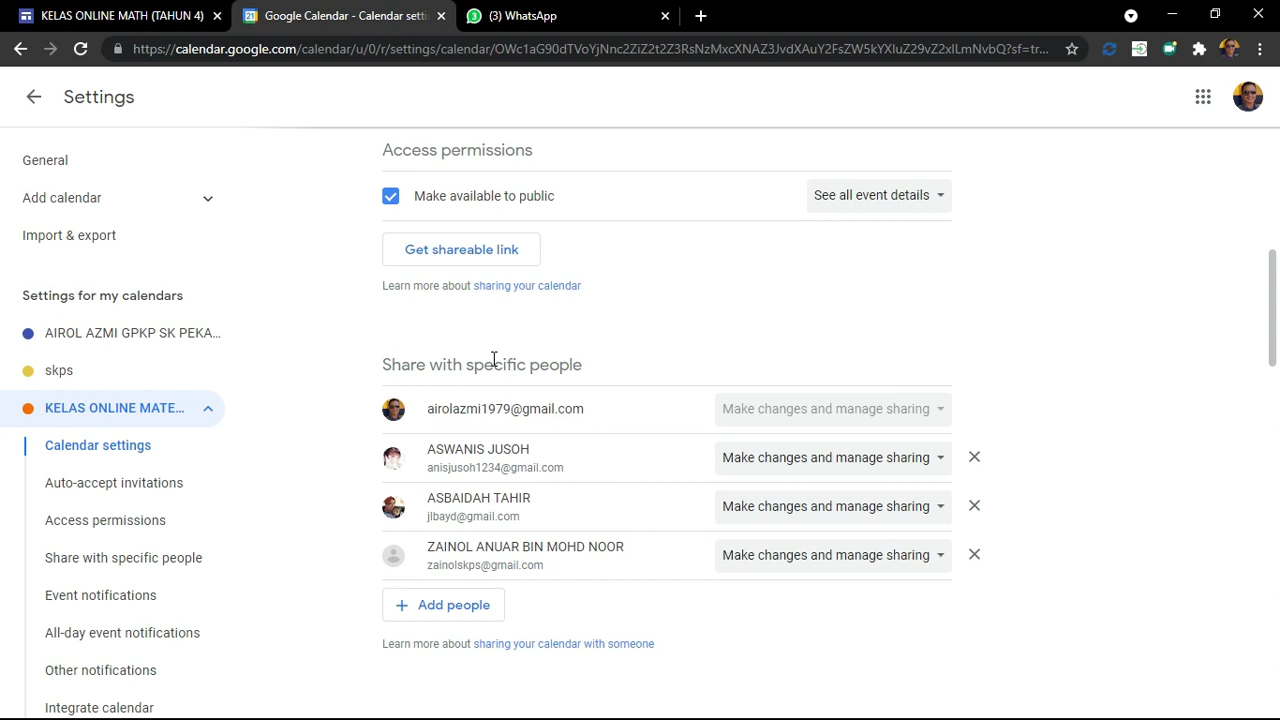 KELAS ONLINE MATH (TAHUN 4)
Google Calendar - Calendar setti
(3) WhatsApp
https://calendar.google.com/calendar/u/0/r/settings/calendar/OWc1aG90dTVoYjNnc2ZiZ2t2Z3RsNzMxcXNAZ3JvdXAuY2FsZW5kYXIuZ29vZ2xlLmNvbQ?sf=tr...
Settings
General
Add calendar
Import & export
Settings for my calendars
AIROL AZMI GPKP SK PEKA...
skps
KELAS ONLINE MATE...
Calendar settings
Auto-accept invitations
Access permissions
Share with specific people
Event notifications
All-day event notifications
Other notifications
Integrate calendar
Access permissions
Make available to public
See all event details
Get shareable link
Learn more about sharing your calendar
Share with specific people
airolazmi1979@gmail.com
Make changes and manage sharing
ASWANIS JUSOH
anisjusoh1234@gmail.com
Make changes and manage sharing
ASBAIDAH TAHIR
jlbayd@gmail.com
Make changes and manage sharing
ZAINOL ANUAR BIN MOHD NOOR
zainolskps@gmail.com
Make changes and manage sharing
+ Add people
Learn more about sharing your calendar with someone